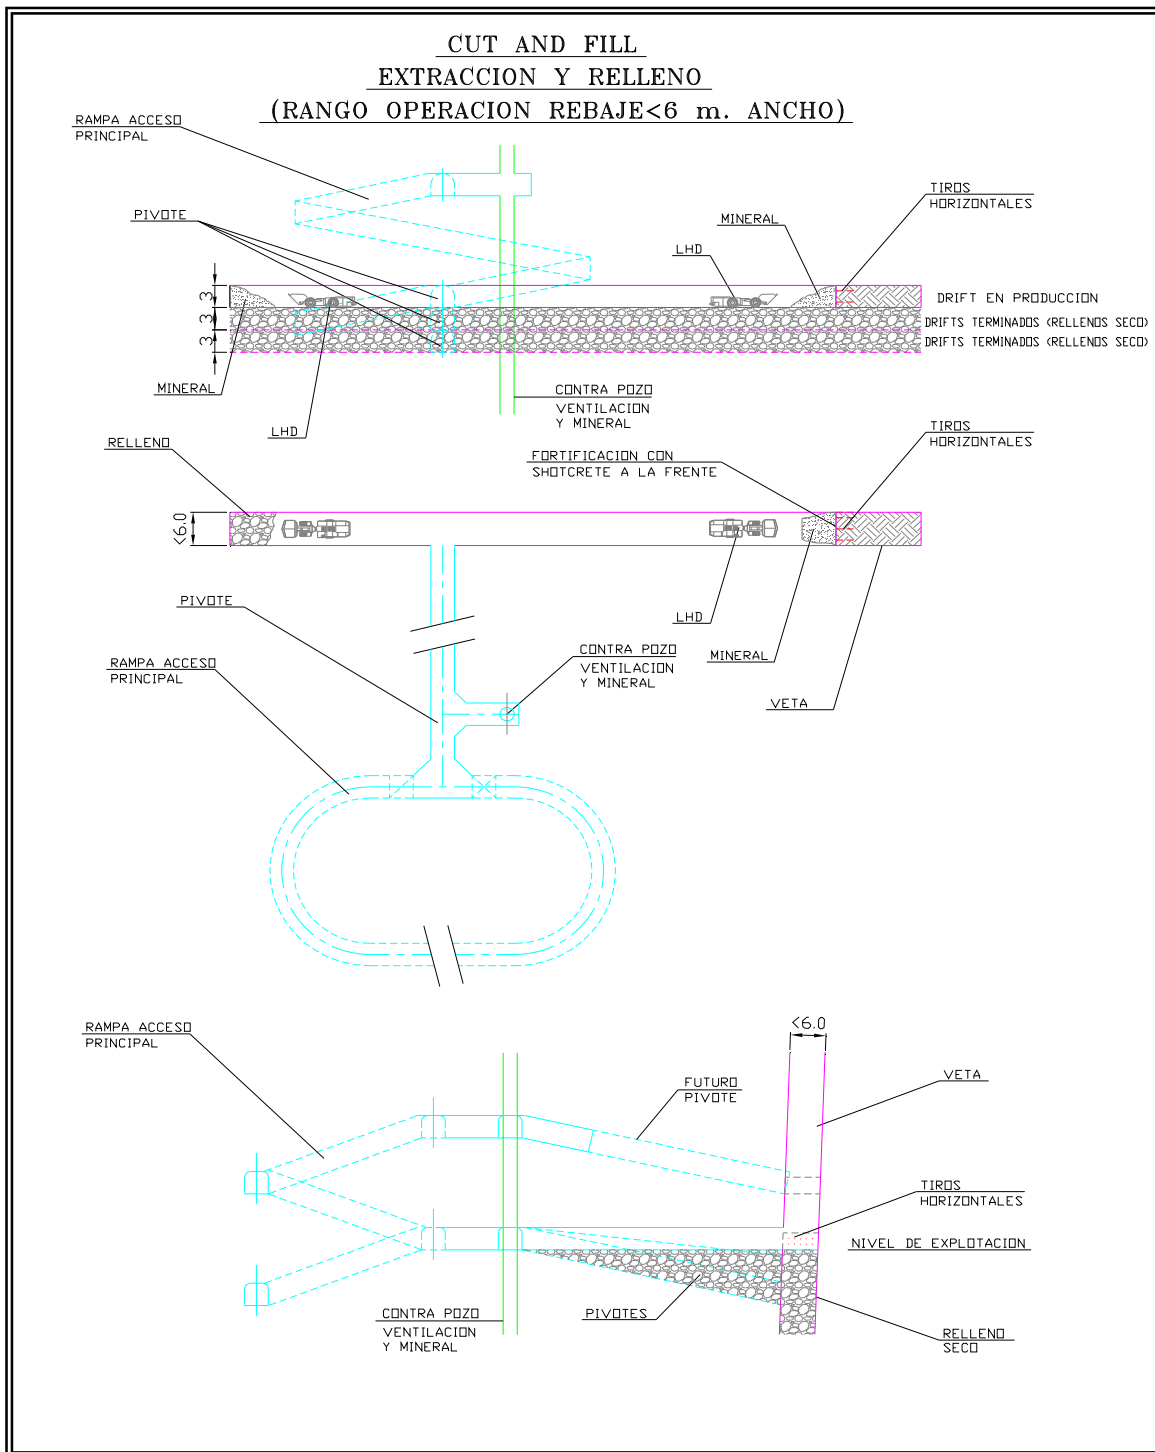 CUT AND FILL
EXTRACCION Y RELLENO
(RANGO OPERACION REBAJE<6 m. ANCHO)
RAMPA ACCESO
PRINCIPAL
PIVOTE
TIROS
HORIZONTALES
MINERAL
LHD
3
3
3
DRIFT EN PRODUCCION
DRIFTS TERMINADOS (RELLENOS SECO)
DRIFTS TERMINADOS (RELLENOS SECO)
MINERAL
LHD
CONTRA POZO
VENTILACION
Y MINERAL
RELLENO
FORTIFICACION CON
SHOTCRETE A LA FRENTE
TIROS
HORIZONTALES
<6.0
PIVOTE
LHD
MINERAL
RAMPA ACCESO
PRINCIPAL
CONTRA POZO
VENTILACION
Y MINERAL
VETA
RAMPA ACCESO
PRINCIPAL
<6.0
FUTURO
PIVOTE
VETA
TIROS
HORIZONTALES
NIVEL DE EXPLOTACION
CONTRA POZO
VENTILACION
Y MINERAL
PIVOTES
RELLENO
SECO